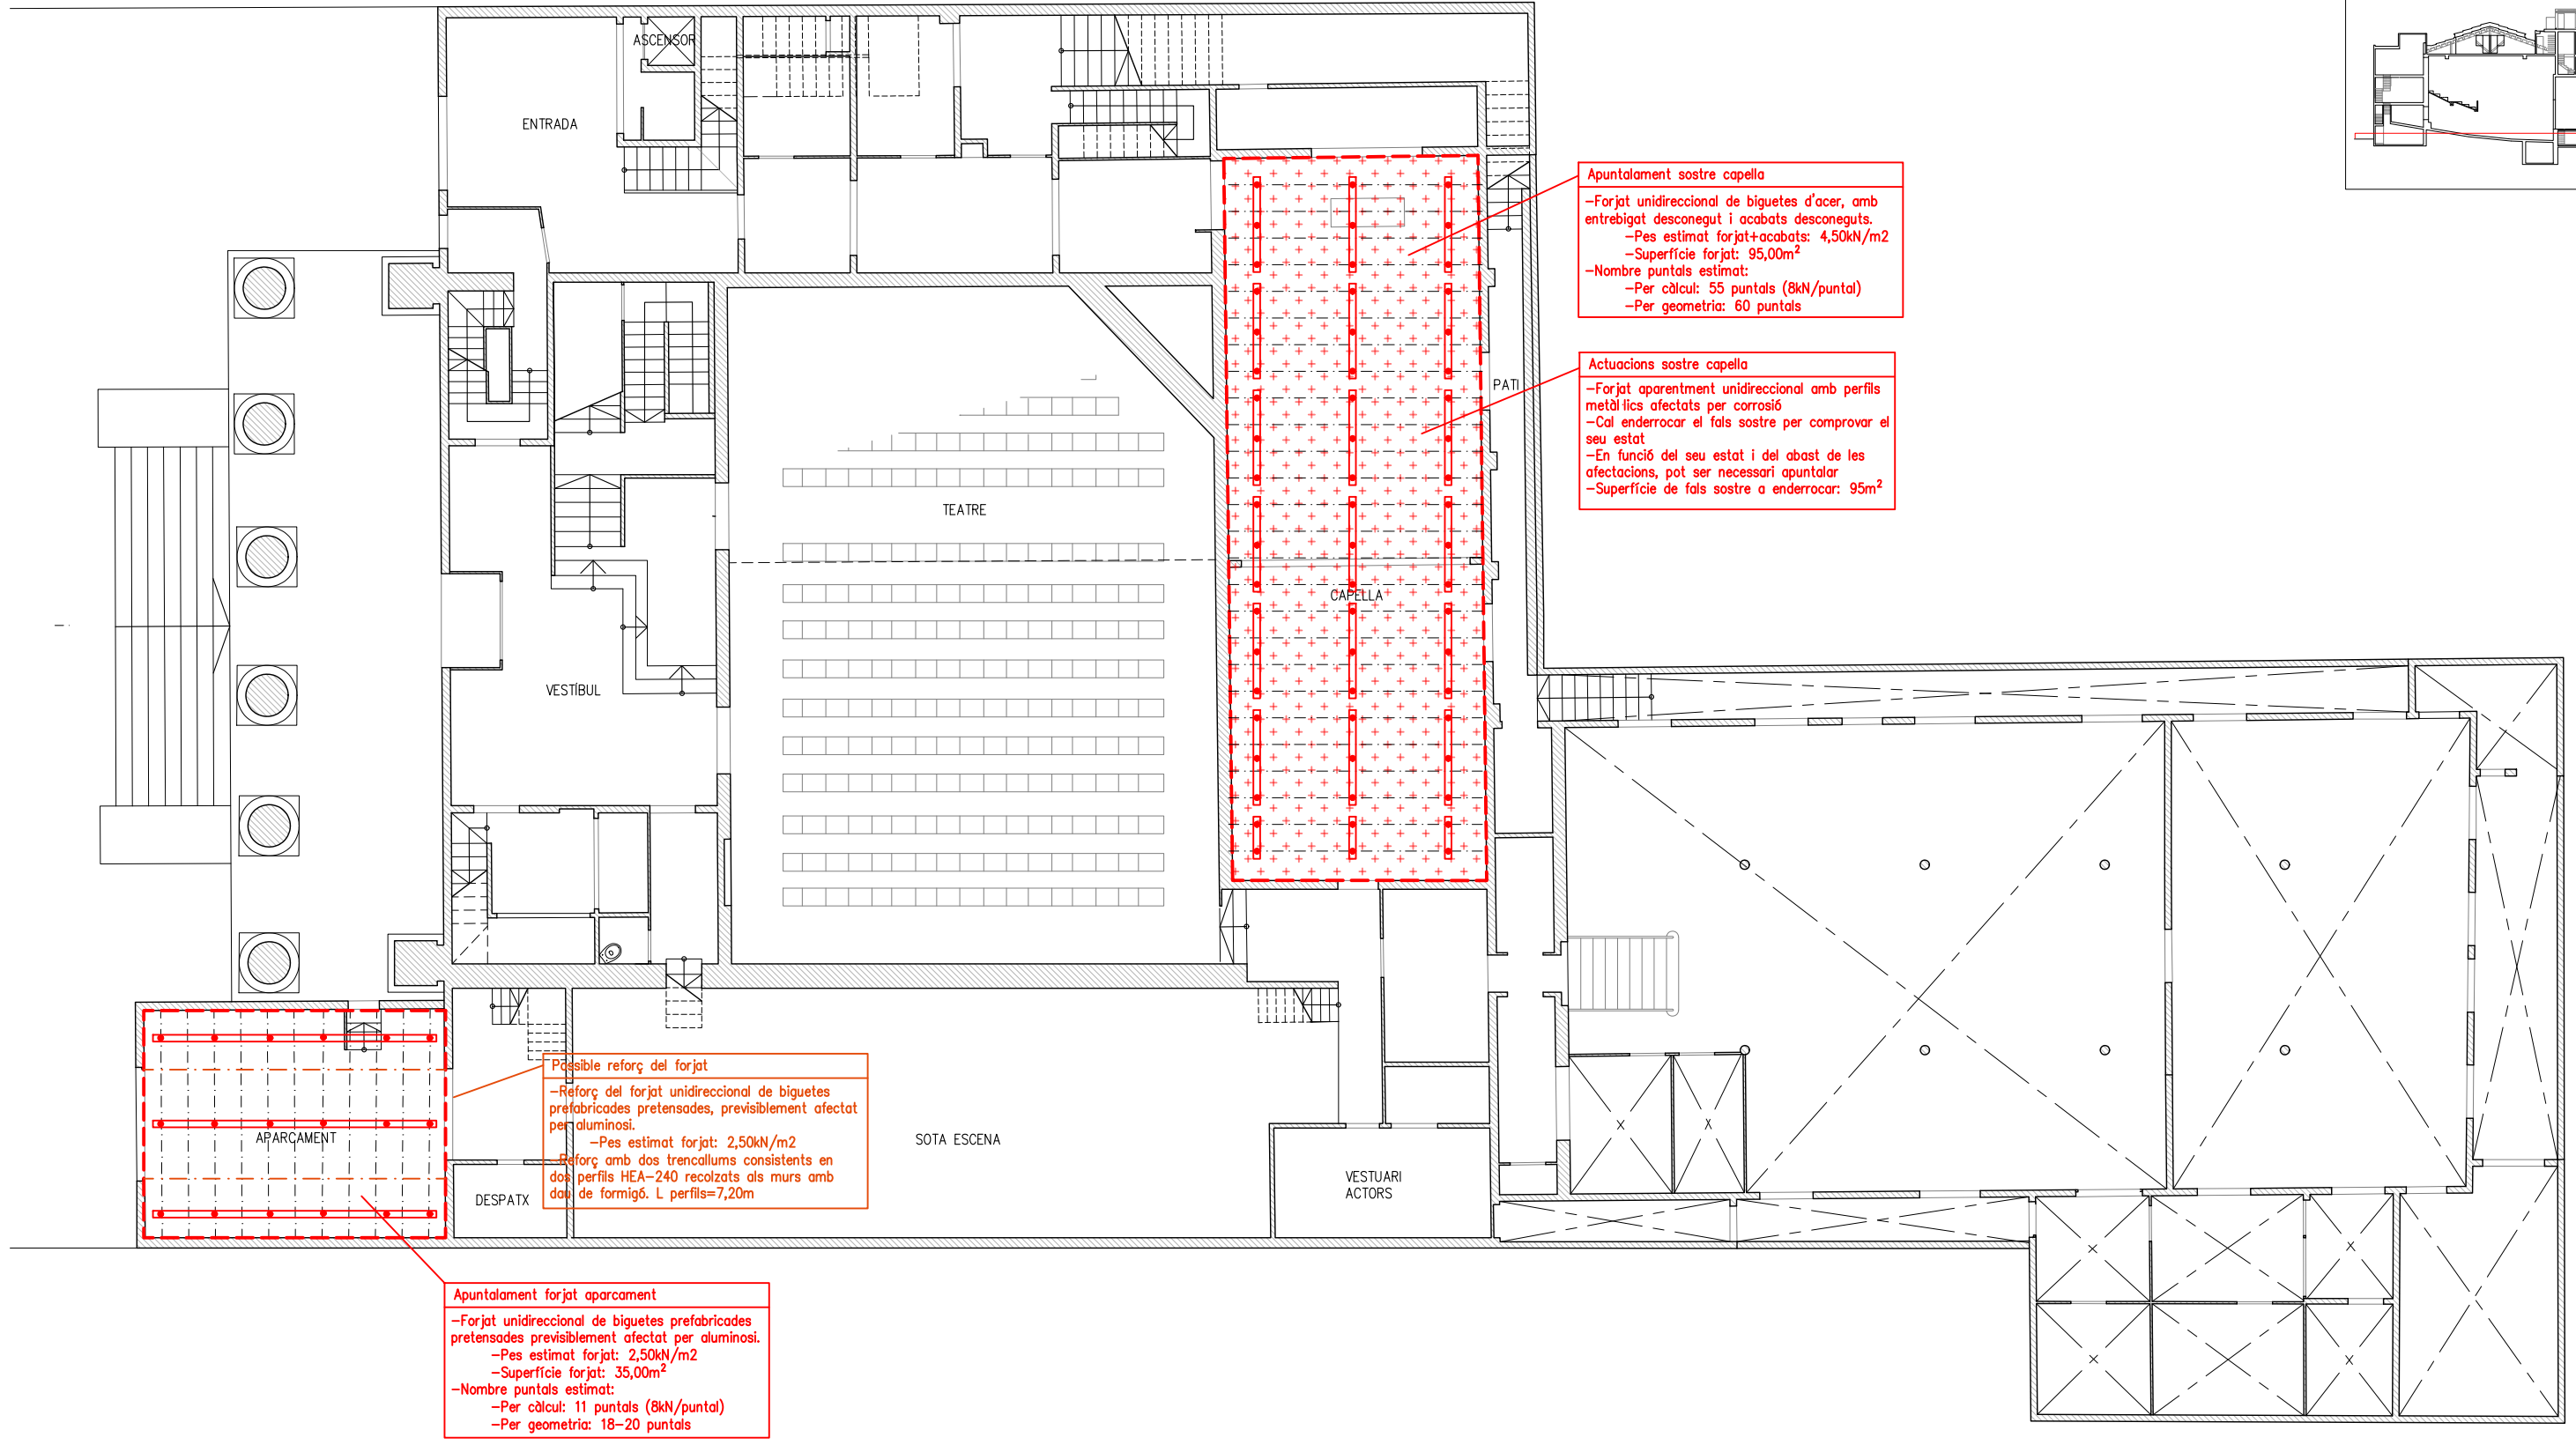 ASCENSOR
ENTRADA
Apuntalament sostre capella
-Forjat unidireccional de biguetes d'acer, amb
entrebigat desconegut i acabats desconeguts.
-Pes estimat forjat+acabats: 4,50kN/m2
-Superfície forjat: 95,00m²
-Nombre puntals estimat:
-Per càlcul: 55 puntals (8kN/puntal)
-Per geometria: 60 puntals
Actuacions sostre capella
-Forjat aparentment unidireccional amb perfils
metàl·lics afectats per corrosió
-Cal enderrocar el fals sostre per comprovar el
seu estat
-En funció del seu estat i del abast de les
afectacions, pot ser necessari apuntalar
-Superfície de fals sostre a enderrocar: 95m²
PATI
TEATRE
CAPELLA
VESTÍBUL
Possible reforç del forjat
-Reforç del forjat unidireccional de biguetes
prefabricades pretensades, previsiblement afectat
per aluminosi.
-Pes estimat forjat: 2,50kN/m2
-Reforç amb dos trencallums consistents en
dos perfils HEA-240 recolzats als murs amb
dau de formigó. L perfils=7,20m
APARCAMENT
SOTA ESCENA
DESPATX
VESTUARI
ACTORS
Apuntalament forjat aparcament
-Forjat unidireccional de biguetes prefabricades
pretensades previsiblement afectat per aluminosi.
-Pes estimat forjat: 2,50kN/m2
-Superfície forjat: 35,00m²
-Nombre puntals estimat:
-Per càlcul: 11 puntals (8kN/puntal)
-Per geometria: 18-20 puntals